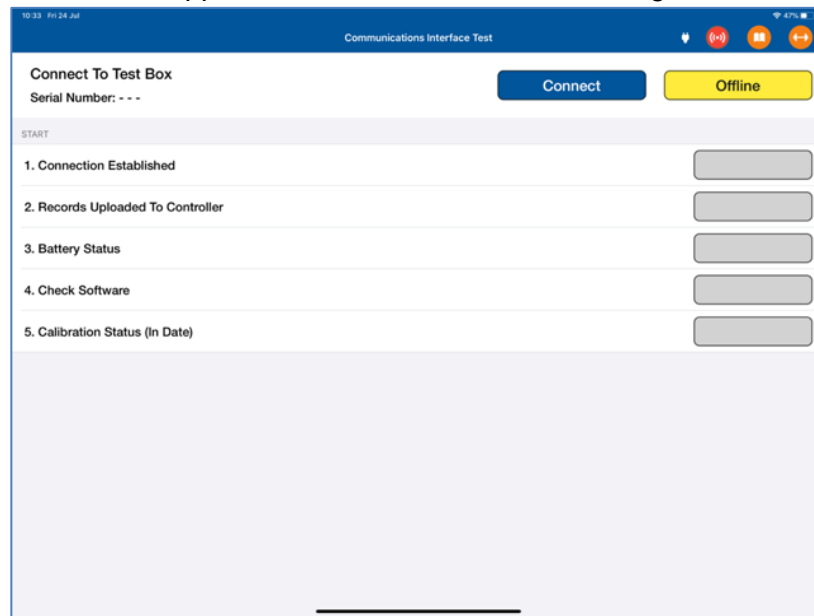 10:33 Fri 24 Jul
47%
Communications Interface Test
Connect To Test Box
Connect
Offline
Serial Number: - - -
START
1. Connection Established
2. Records Uploaded To Controller
3. Battery Status
4. Check Software
5. Calibration Status (In Date)